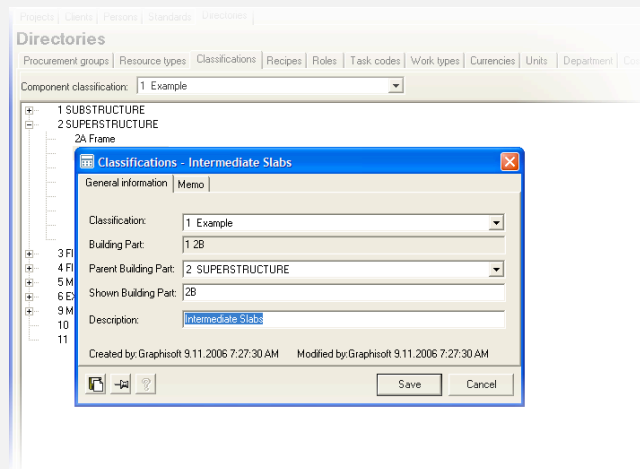 Projects Clients Persons Standards Directories
Directories
Procurement groups Resource types Classifications Recipes Roles Task codes Work types Currencies Units Department
Component classification: 1 Example
1 SUBSTRUCTURE
2 SUPERSTRUCTURE
2A Frame
Classifications - Intermediate Slabs
General information Memo
Classification: 1 Example
Building Part: 1 2B
Parent Building Part: 2 SUPERSTRUCTURE
Shown Building Part: 2B
Description: Intermediate Slabs
Created by: Graphisoft 9.11.2006 7:27:30 AM Modified by: Graphisoft 9.11.2006 7:27:30 AM
Save Cancel
3 Fl
4 Fl
5 M
6 EX
9 M
10
11